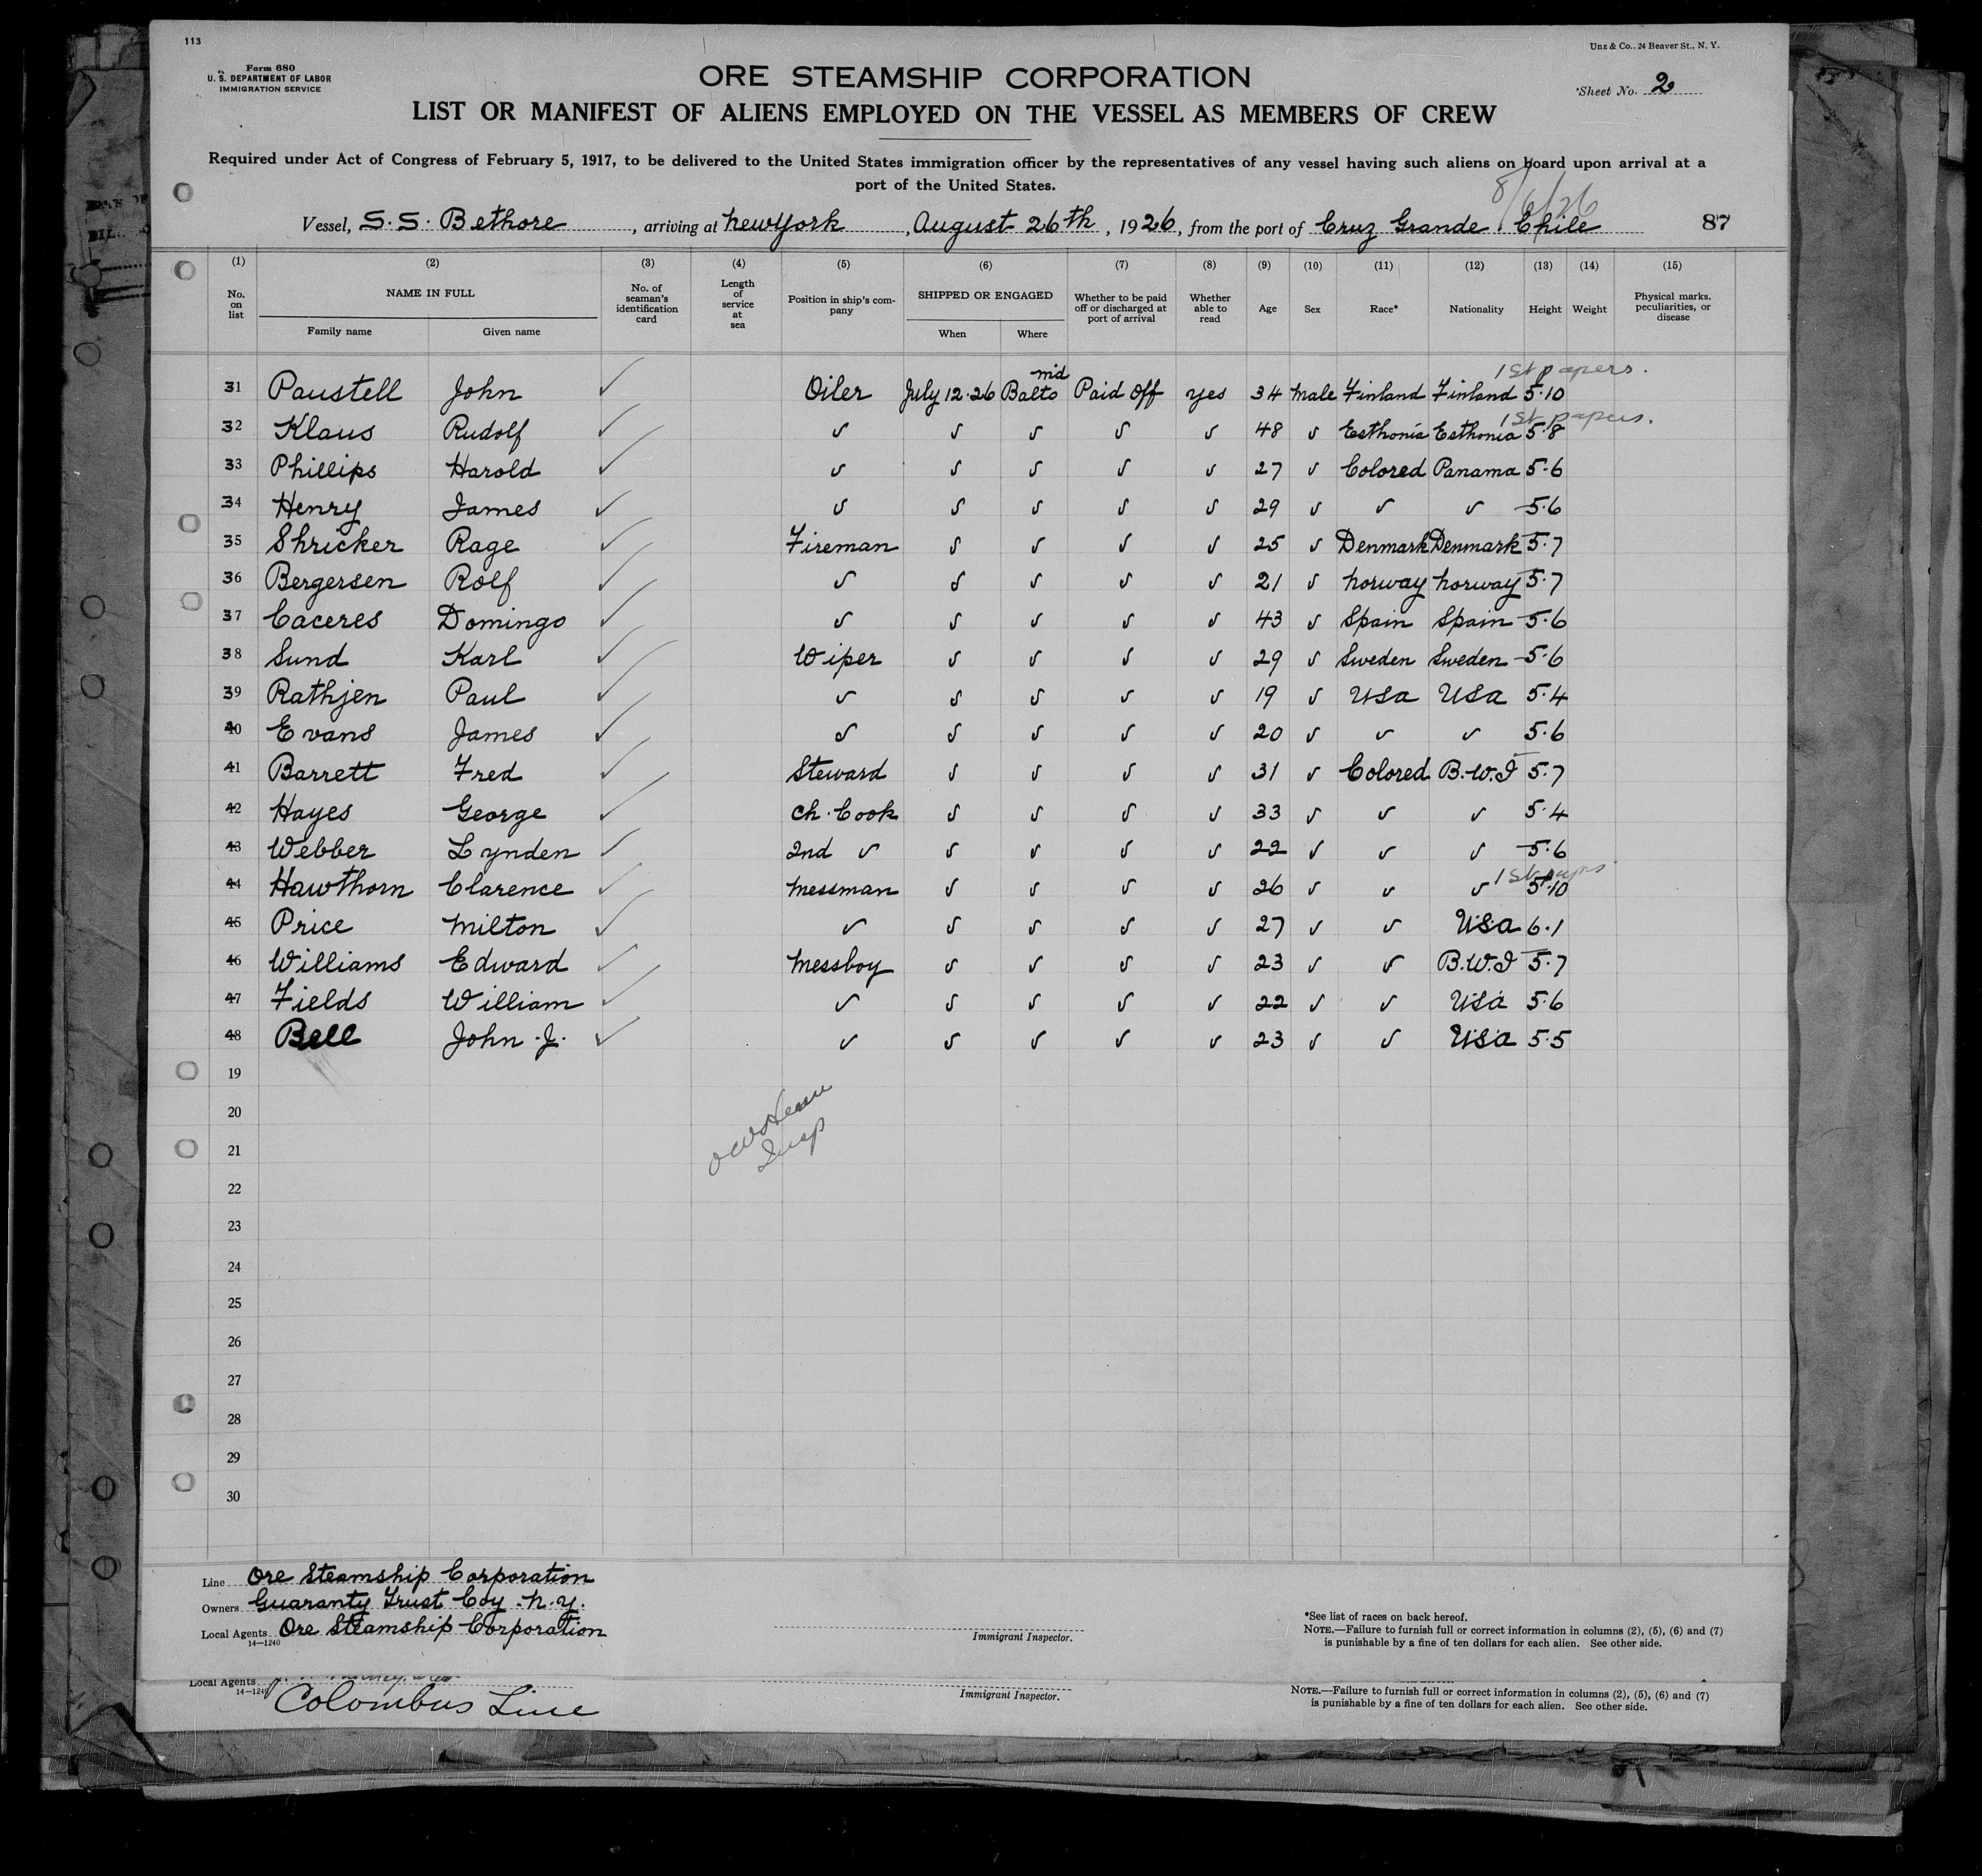 113
Unz & Co., 24 Beaver St., N. Y.
Form 680
U. S. DEPARTMENT OF LABOR
IMMIGRATION SERVICE
ORE STEAMSHIP CORPORATION
Sheet No. 2
LIST OR MANIFEST OF ALIENS EMPLOYED ON THE VESSEL AS MEMBERS OF CREW
Required under Act of Congress of February 5, 1917, to be delivered to the United States immigration officer by the representatives of any vessel having such aliens on board upon arrival at a
port of the United States.
8/6/26
Vessel, S. S. Bethore, arriving at New York, August 26th, 1926, from the port of Cruz Grande. Chile 87
(1) (2) (3) (4) (5) (6) (7) (8) (9) (10) (11) (12) (13) (14) (15)
No. on list NAME IN FULL No. of seaman's identification card Length of service at sea Position in ship's company SHIPPED OR ENGAGED Whether to be paid off or discharged at port of arrival Whether able to read Age Sex Race* Nationality Height Weight Physical marks, peculiarities, or disease
Family name Given name When Where
1st papers.
31 Paustell John ✓ Oiler July 12·26 Balto Md Paid Off yes 34 Male Finland Finland 5·10
1st papers.
32 Klaus Rudolf ✓ ✓ ✓ ✓ ✓ ✓ 48 ✓ Esthonia Esthonia 5·8
33 Phillips Harold ✓ ✓ ✓ ✓ ✓ ✓ 27 ✓ Colored Panama 5·6
34 Henry James ✓ ✓ ✓ ✓ ✓ ✓ 29 ✓ ✓ ✓ 5·6
35 Shricker Rage ✓ Fireman ✓ ✓ ✓ ✓ 25 ✓ Denmark Denmark 5·7
36 Bergersen Rolf ✓ ✓ ✓ ✓ ✓ ✓ 21 ✓ Norway Norway 5·7
37 Caceres Domingo ✓ ✓ ✓ ✓ ✓ ✓ 43 ✓ Spain Spain 5·6
38 Sund Karl ✓ Wiper ✓ ✓ ✓ ✓ 29 ✓ Sweden Sweden 5·6
39 Rathjen Paul ✓ ✓ ✓ ✓ ✓ ✓ 19 ✓ USA USA 5·4
40 Evans James ✓ ✓ ✓ ✓ ✓ ✓ 20 ✓ ✓ ✓ 5·6
41 Barrett Fred ✓ Steward ✓ ✓ ✓ ✓ 31 ✓ Colored B.W.I 5·7
42 Hayes George ✓ Ch. Cook ✓ ✓ ✓ ✓ 33 ✓ ✓ ✓ 5·4
43 Webber Lynden ✓ 2nd ✓ ✓ ✓ ✓ ✓ 22 ✓ ✓ ✓ 5·6
44 Hawthorn Clarence ✓ Messman ✓ ✓ ✓ ✓ 26 ✓ ✓ ✓ 1st 5·10
45 Price Milton ✓ ✓ ✓ ✓ ✓ ✓ 27 ✓ ✓ USA 6·1
46 Williams Edward ✓ Messboy ✓ ✓ ✓ ✓ 23 ✓ ✓ B.W.I 5·7
47 Fields William ✓ ✓ ✓ ✓ ✓ ✓ 22 ✓ ✓ USA 5·6
48 Bell John·J. ✓ ✓ ✓ ✓ ✓ ✓ 23 ✓ ✓ USA 5·5
19
20
21
Insp
22
23
24
25
26
27
28
29
30
Line Ore Steamship Corporation
Owners Guaranty Trust Coy. N.Y.
Local Agents Ore Steamship Corporation
14—1240
Immigrant Inspector.
*See list of races on back hereof.
NOTE.—Failure to furnish full or correct information in columns (2), (5), (6) and (7)
is punishable by a fine of ten dollars for each alien. See other side.
Local Agents
14—1240
Columbus Line
Immigrant Inspector.
NOTE.—Failure to furnish full or correct information in columns (2), (5), (6) and (7)
is punishable by a fine of ten dollars for each alien. See other side.